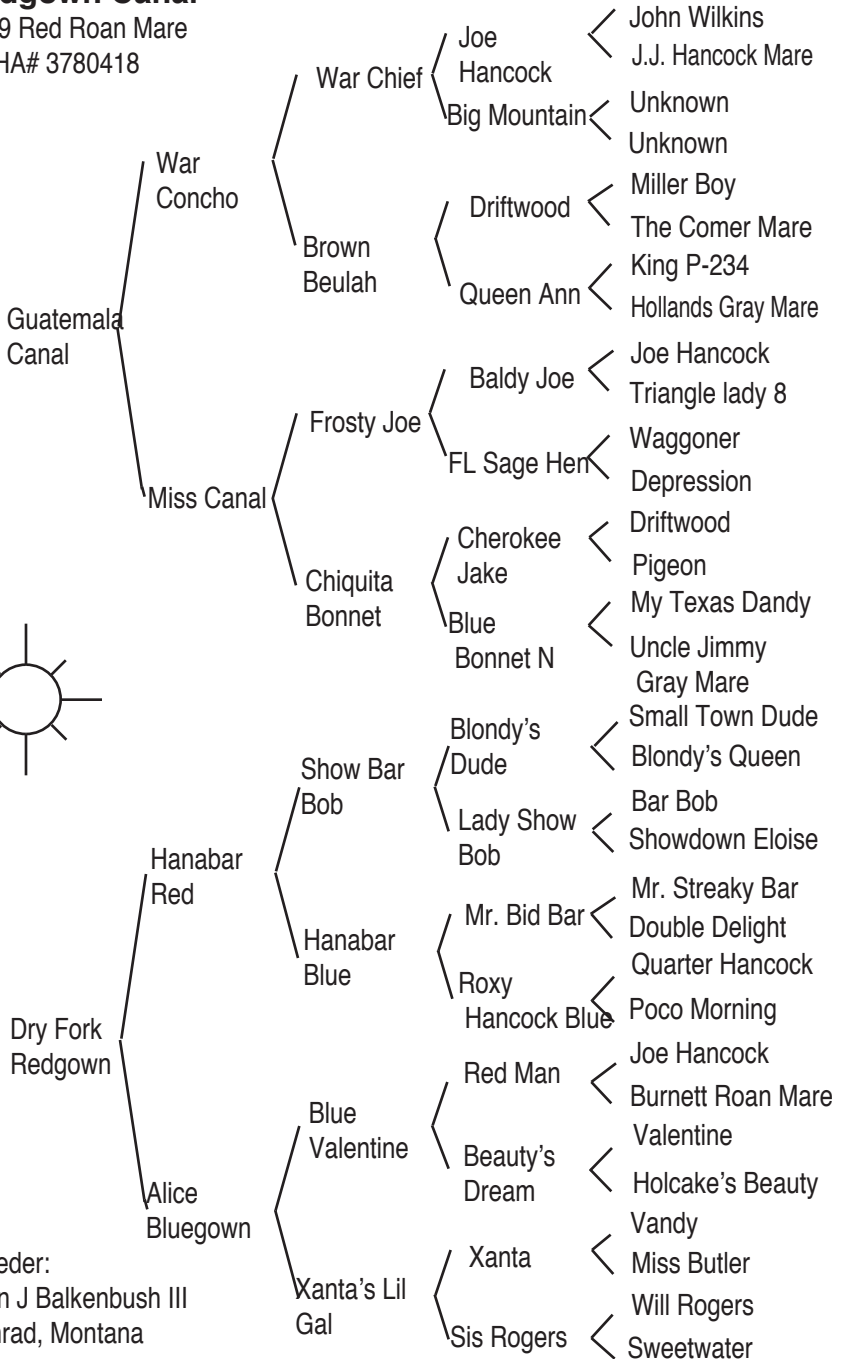 Canal
9 Red Roan Mare
HA# 3780418
Guatemala
Canal
War
Concho
War Chief
Joe
Hancock
John Wilkins
J.J. Hancock Mare
Big Mountain
Unknown
Unknown
Brown
Beulah
Driftwood
Miller Boy
The Comer Mare
Queen Ann
King P-234
Hollands Gray Mare
Miss Canal
Frosty Joe
Baldy Joe
Joe Hancock
Triangle lady 8
FL Sage Hen
Waggoner
Depression
Chiquita
Bonnet
Cherokee
Jake
Driftwood
Pigeon
Blue
Bonnet N
My Texas Dandy
Uncle Jimmy
Gray Mare
Dry Fork
Redgown
Hanabar
Red
Show Bar
Bob
Blondy's
Dude
Small Town Dude
Blondy's Queen
Lady Show
Bob
Bar Bob
Showdown Eloise
Hanabar
Blue
Mr. Bid Bar
Mr. Streaky Bar
Double Delight
Roxy
Hancock Blue
Quarter Hancock
Poco Morning
Alice
Bluegown
Blue
Valentine
Red Man
Joe Hancock
Burnett Roan Mare
Beauty's
Dream
Valentine
Holcake's Beauty
Xanta's Lil
Gal
Xanta
Vandy
Miss Butler
Sis Rogers
Will Rogers
Sweetwater
eder:
n J Balkenbush III
nrad, Montana